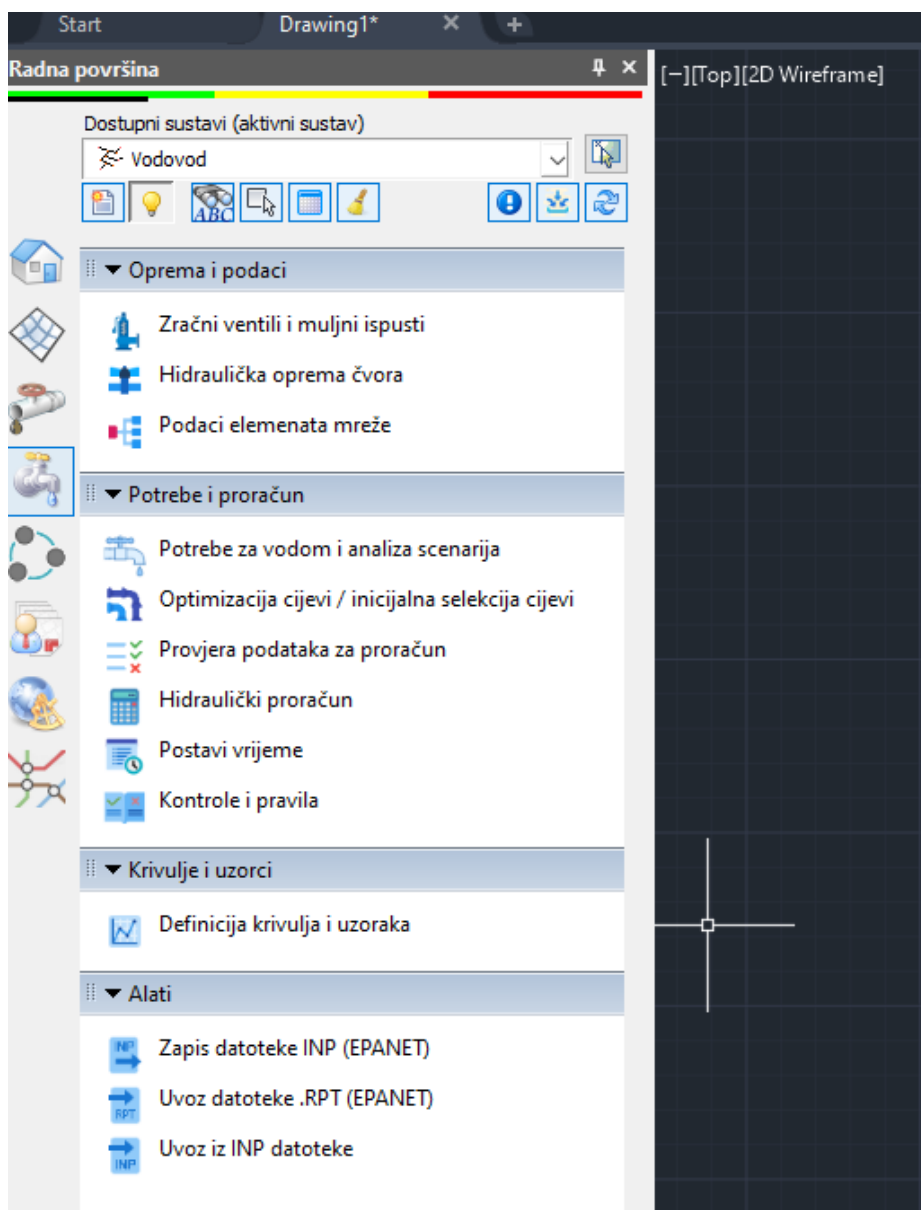 Start
Drawing1*
Radna površina
[−][Top][2D Wireframe]
Dostupni sustavi (aktivni sustav)
Vodovod
ABC
Oprema i podaci
Zračni ventili i muljni ispusti
Hidraulička oprema čvora
Podaci elemenata mreže
Potrebe i proračun
Potrebe za vodom i analiza scenarija
Optimizacija cijevi / inicijalna selekcija cijevi
Provjera podataka za proračun
Hidraulički proračun
Postavi vrijeme
Kontrole i pravila
Krivulje i uzorci
Definicija krivulja i uzoraka
Alati
INP
Zapis datoteke INP (EPANET)
RPT
Uvoz datoteke .RPT (EPANET)
INP
Uvoz iz INP datoteke